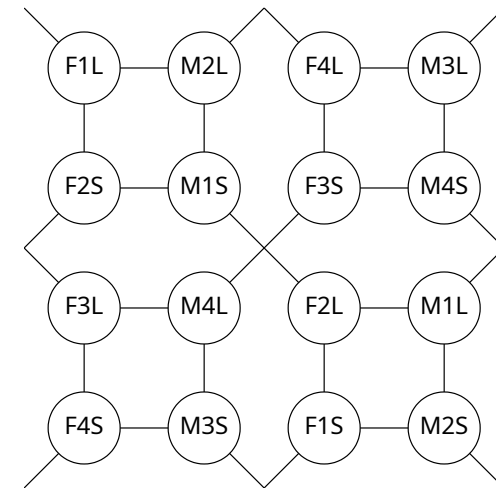 F1L M2L F4L M3L
F2S M1S F3S M4S
F3L M4L F2L M1L
F4S M3S F1S M2S